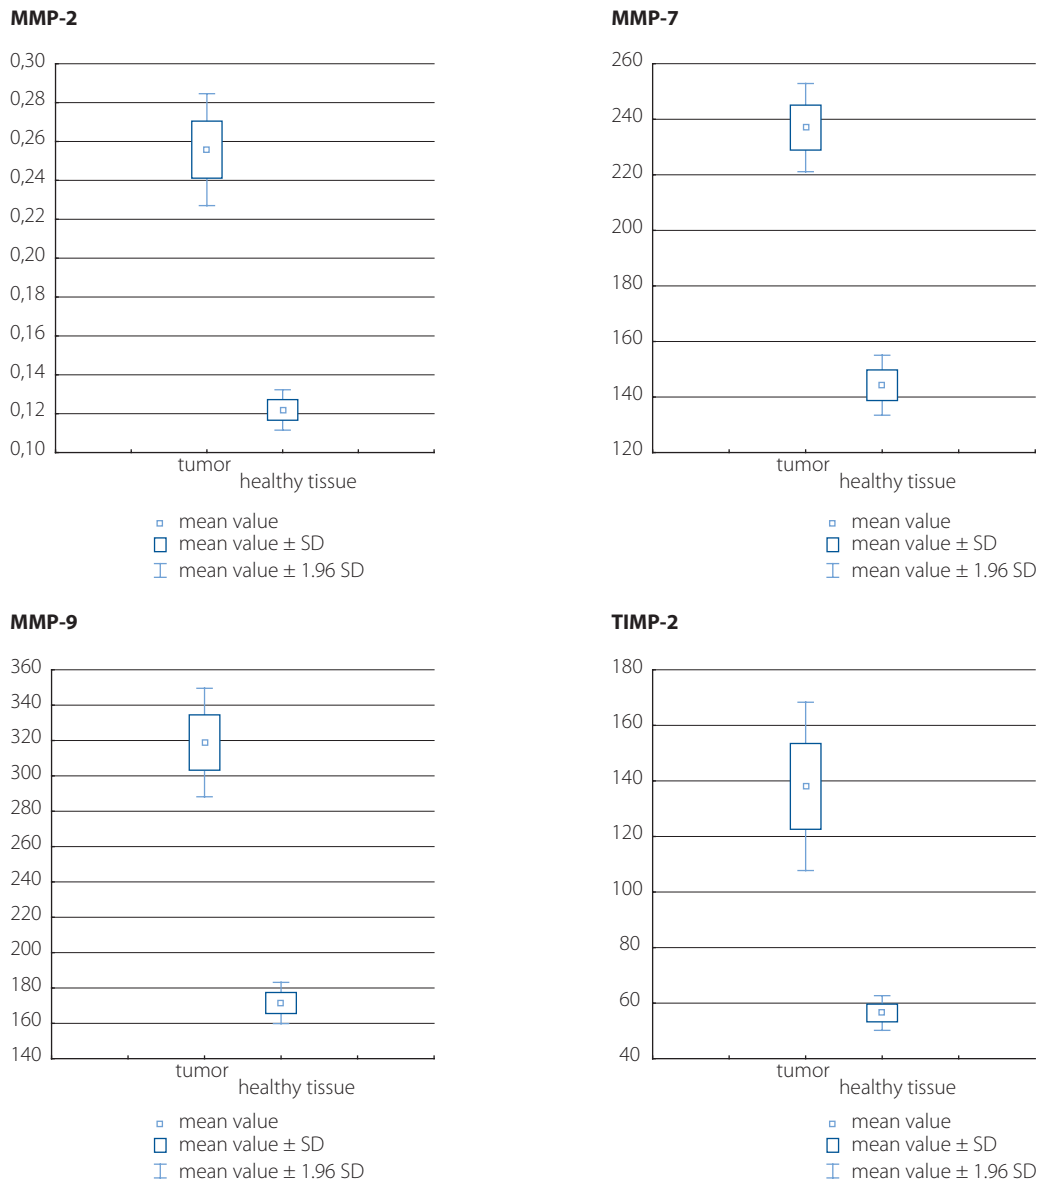 MMP-2
0,30
0,28
0,26
0,24
0,22
0,20
0,18
0,16
0,14
0,12
0,10
tumor
healthy tissue
mean value
mean value ± SD
mean value ± 1.96 SD
MMP-7
260
240
220
200
180
160
140
120
tumor
healthy tissue
mean value
mean value ± SD
mean value ± 1.96 SD
MMP-9
360
340
320
300
280
260
240
220
200
180
160
140
tumor
healthy tissue
mean value
mean value ± SD
mean value ± 1.96 SD
TIMP-2
180
160
140
120
100
80
60
40
tumor
healthy tissue
mean value
mean value ± SD
mean value ± 1.96 SD